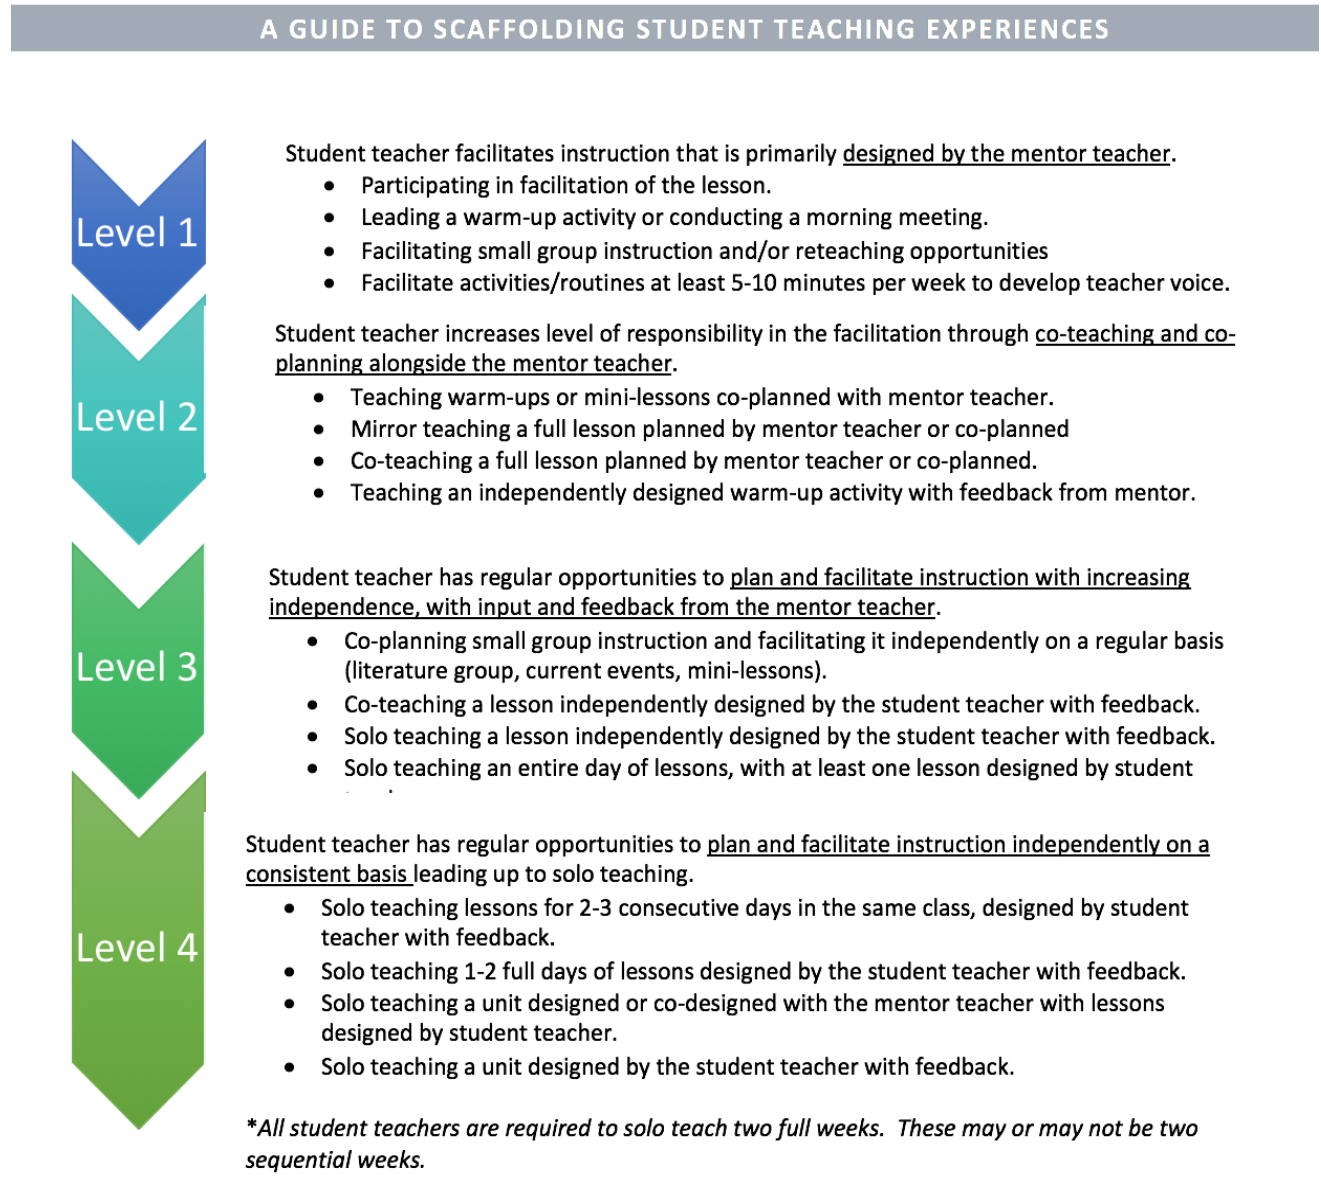 A GUIDE TO SCAFFOLDING STUDENT TEACHING EXPERIENCES
Level 1
Student teacher facilitates instruction that is primarily designed by the mentor teacher.
• Participating in facilitation of the lesson.
• Leading a warm-up activity or conducting a morning meeting.
• Facilitating small group instruction and/or reteaching opportunities
• Facilitate activities/routines at least 5-10 minutes per week to develop teacher voice.
Level 2
Student teacher increases level of responsibility in the facilitation through co-teaching and co-
planning alongside the mentor teacher.
• Teaching warm-ups or mini-lessons co-planned with mentor teacher.
• Mirror teaching a full lesson planned by mentor teacher or co-planned
• Co-teaching a full lesson planned by mentor teacher or co-planned.
• Teaching an independently designed warm-up activity with feedback from mentor.
Level 3
Student teacher has regular opportunities to plan and facilitate instruction with increasing
independence, with input and feedback from the mentor teacher.
• Co-planning small group instruction and facilitating it independently on a regular basis
(literature group, current events, mini-lessons).
• Co-teaching a lesson independently designed by the student teacher with feedback.
• Solo teaching a lesson independently designed by the student teacher with feedback.
• Solo teaching an entire day of lessons, with at least one lesson designed by student
Level 4
Student teacher has regular opportunities to plan and facilitate instruction independently on a
consistent basis leading up to solo teaching.
• Solo teaching lessons for 2-3 consecutive days in the same class, designed by student
teacher with feedback.
• Solo teaching 1-2 full days of lessons designed by the student teacher with feedback.
• Solo teaching a unit designed or co-designed with the mentor teacher with lessons
designed by student teacher.
• Solo teaching a unit designed by the student teacher with feedback.
*All student teachers are required to solo teach two full weeks.  These may or may not be two
sequential weeks.